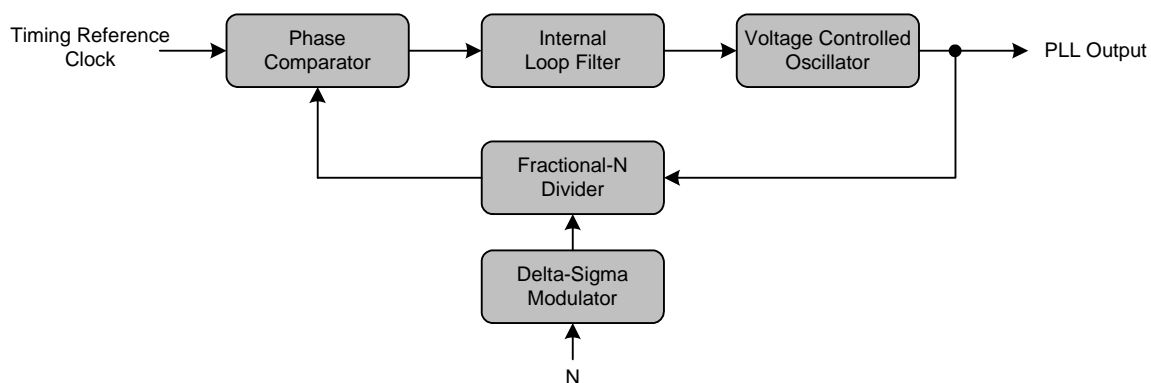 Timing Reference
Clock
Phase
Comparator
Internal
Loop Filter
Voltage Controlled
Oscillator
PLL Output
Fractional-N
Divider
Delta-Sigma
Modulator
N